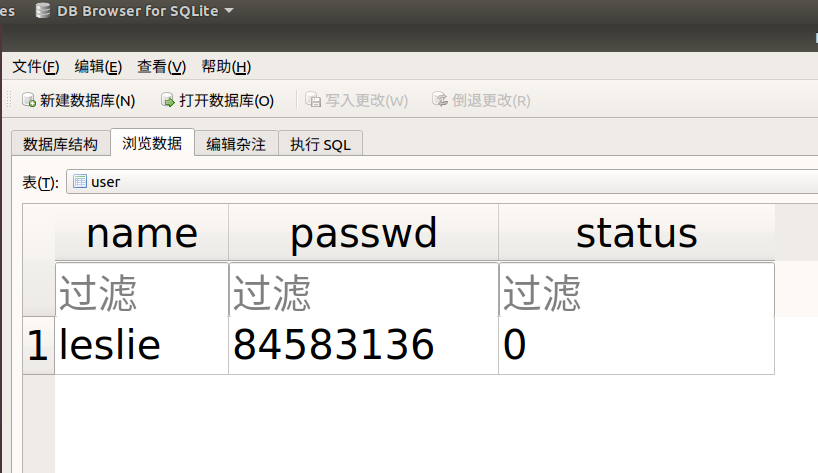 es DB Browser for SQLite
文件(F) 编辑(E) 查看(V) 帮助(H)
新建数据库(N) 打开数据库(O) 写入更改(W) 倒退更改(R)
数据库结构 浏览数据 编辑杂注 执行 SQL
表(T): user
name passwd status
过滤 过滤 过滤
1 leslie 84583136 0